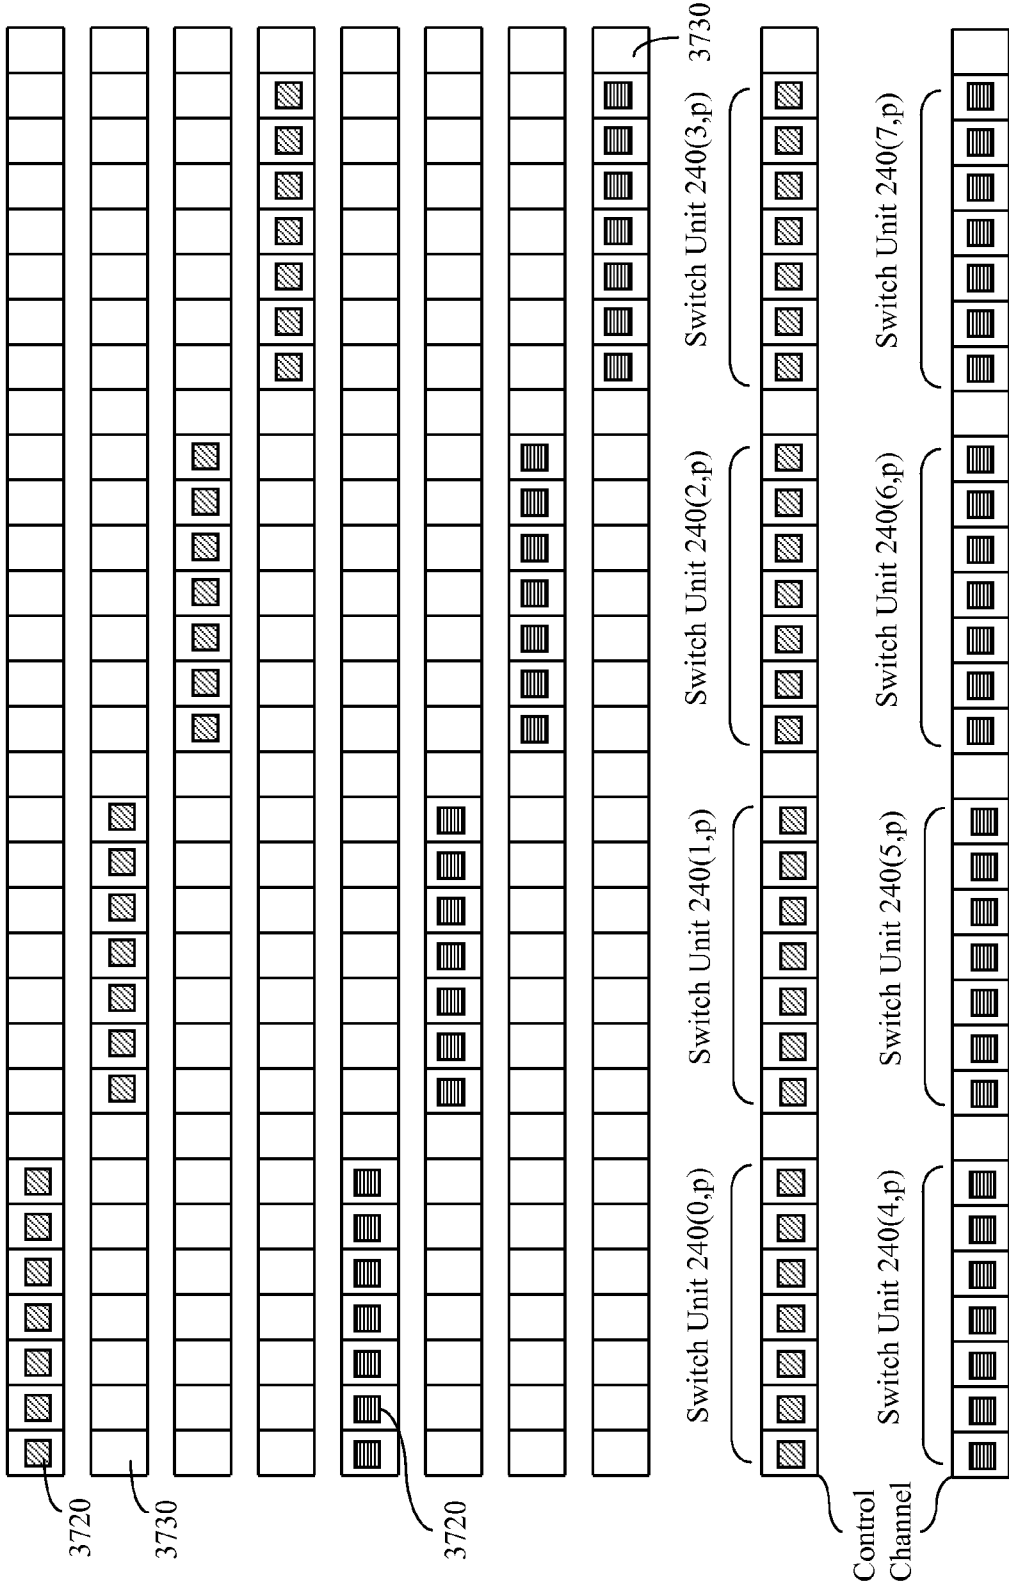 3720
3730
3720
3730
Switch Unit 240(0,p)
Switch Unit 240(1,p)
Switch Unit 240(2,p)
Switch Unit 240(3,p)
Control
Channel
Switch Unit 240(4,p)
Switch Unit 240(5,p)
Switch Unit 240(6,p)
Switch Unit 240(7,p)